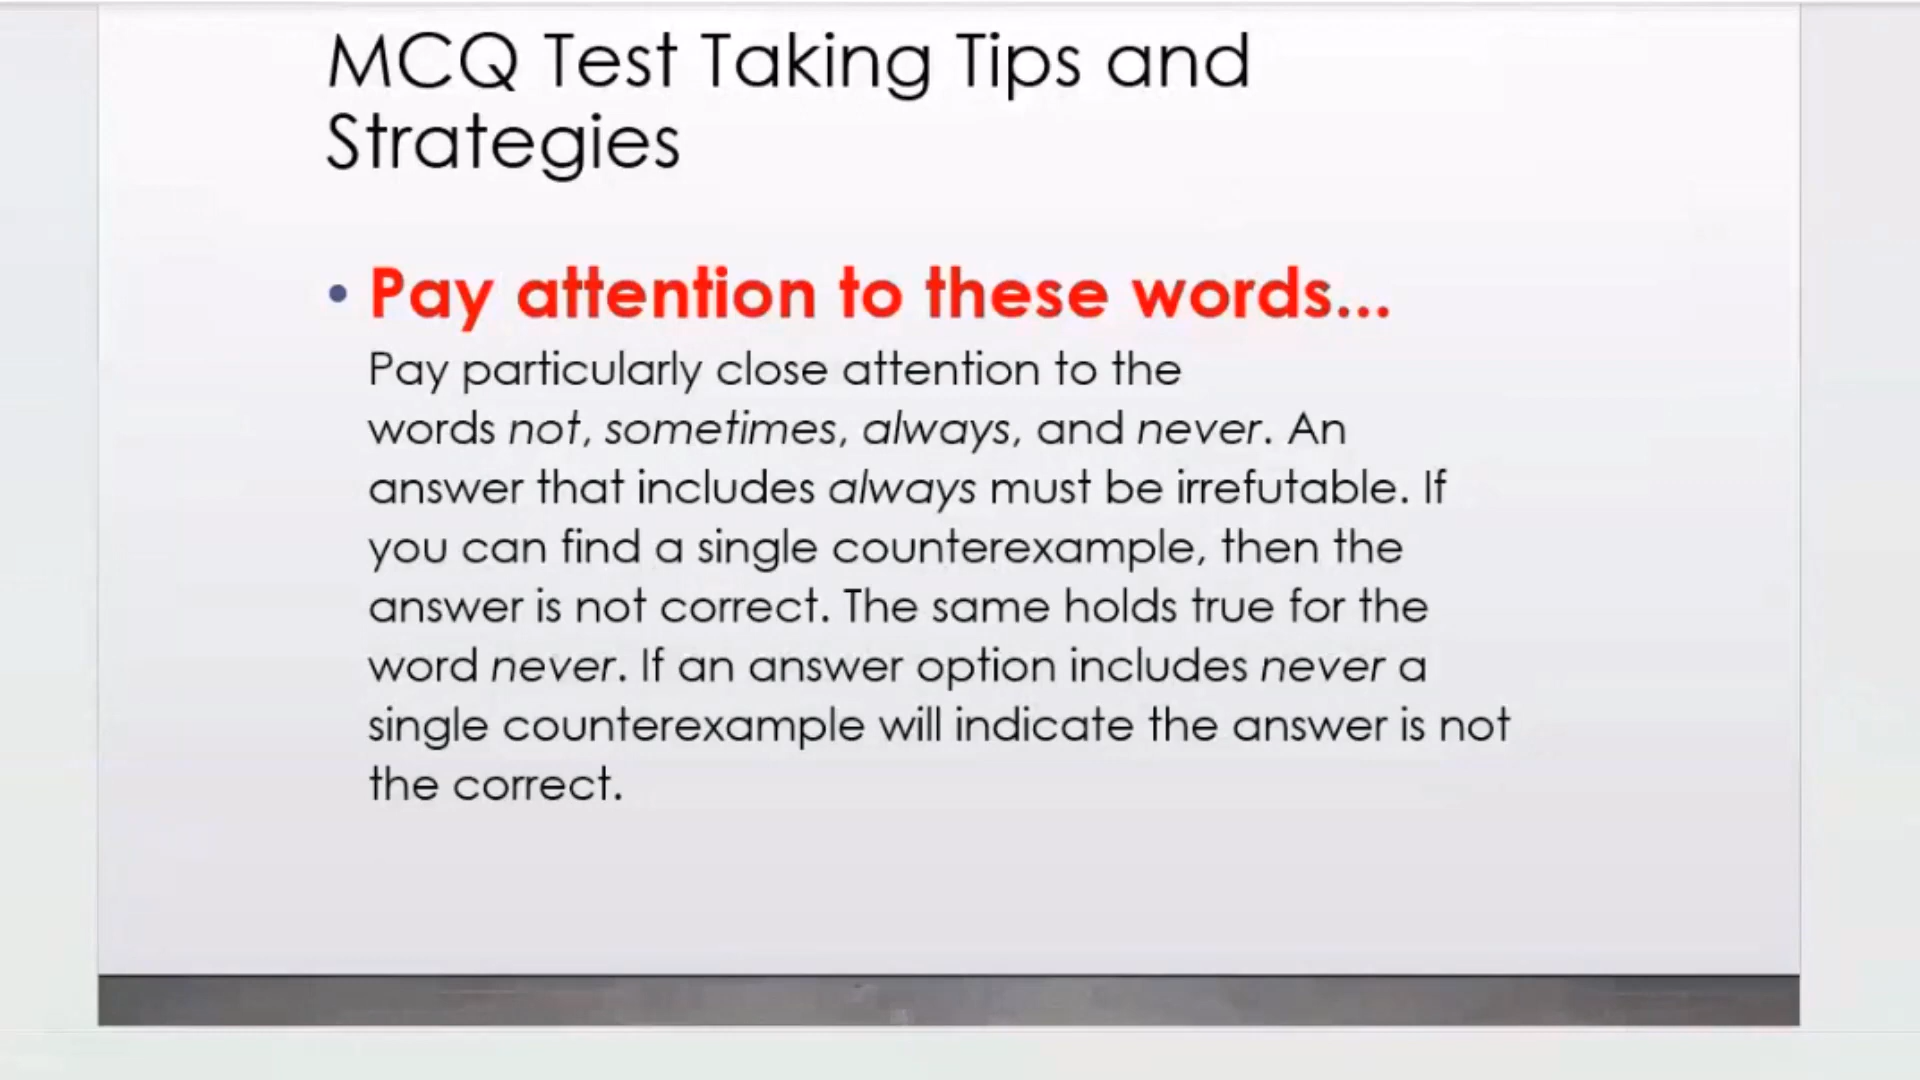 MCQ Test Taking Tips and
Strategies
• Pay attention to these words...
Pay particularly close attention to the
words not, sometimes, always, and never. An
answer that includes always must be irrefutable. If
you can find a single counterexample, then the
answer is not correct. The same holds true for the
word never. If an answer option includes never a
single counterexample will indicate the answer is not
the correct.